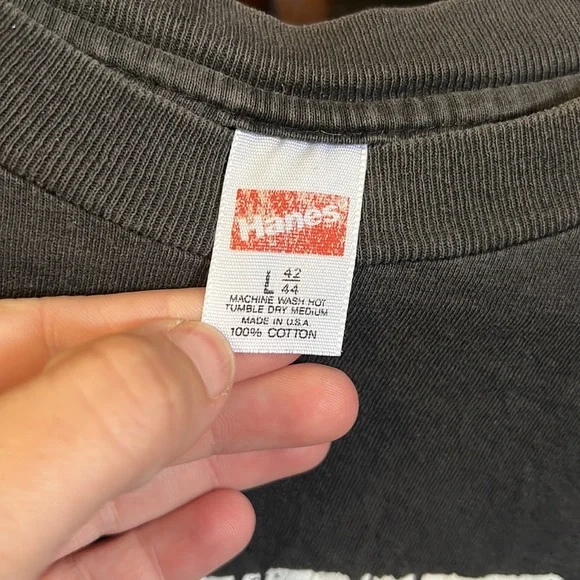 Hanes
L 42/44
MACHINE WASH HOT
TUMBLE DRY MEDIUM
MADE IN U.S.A
100% COTTON